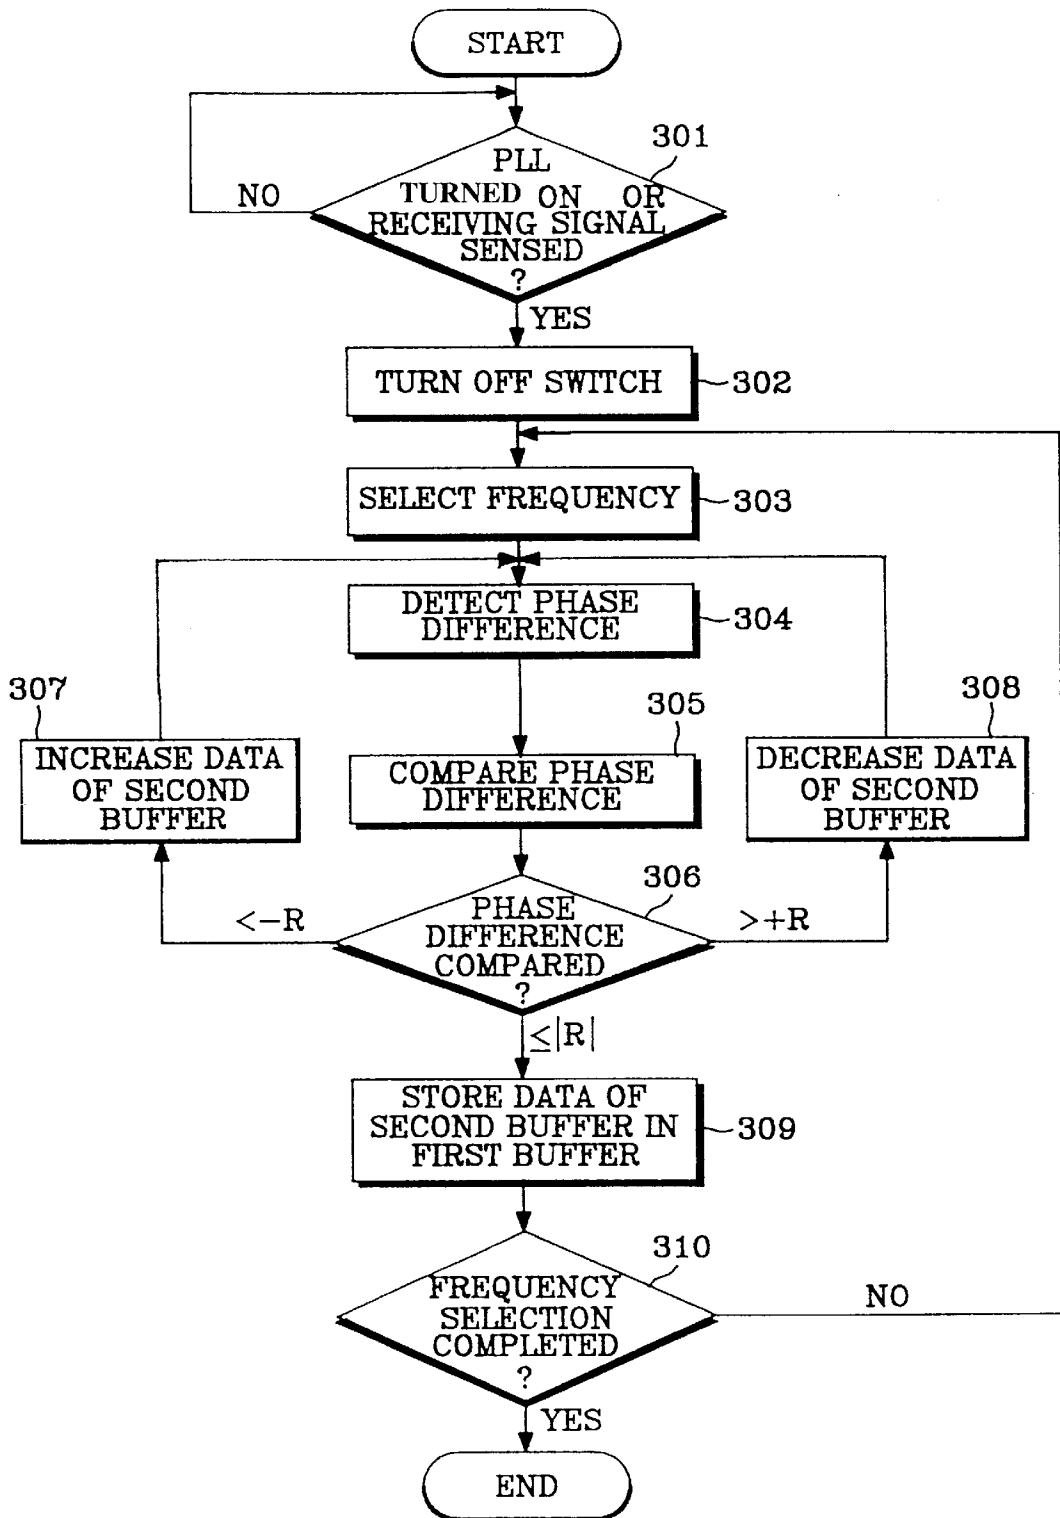 START
301
PLL
TURNED ON OR
RECEIVING SIGNAL
SENSED
?
NO
YES
TURN OFF SWITCH
302
SELECT FREQUENCY
303
DETECT PHASE
DIFFERENCE
304
307
INCREASE DATA
OF SECOND
BUFFER
305
COMPARE PHASE
DIFFERENCE
308
DECREASE DATA
OF SECOND
BUFFER
306
<-R
PHASE
DIFFERENCE
COMPARED
?
>+R
≤|R|
STORE DATA OF
SECOND BUFFER IN
FIRST BUFFER
309
310
FREQUENCY
SELECTION
COMPLETED
?
NO
YES
END